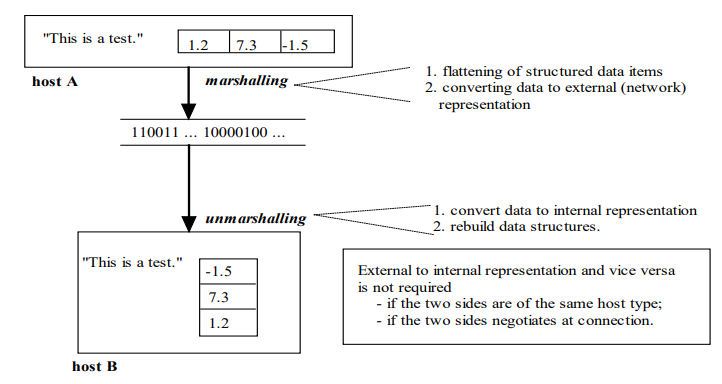 "This is a test."
1.2 7.3 -1.5
host A
marshalling
1. flattening of structured data items
2. converting data to external (network)
representation
110011 ... 10000100 ...
unmarshalling
1. convert data to internal representation
2. rebuild data structures.
"This is a test."
-1.5
7.3
1.2
host B
External to internal representation and vice versa
is not required
- if the two sides are of the same host type;
- if the two sides negotiates at connection.